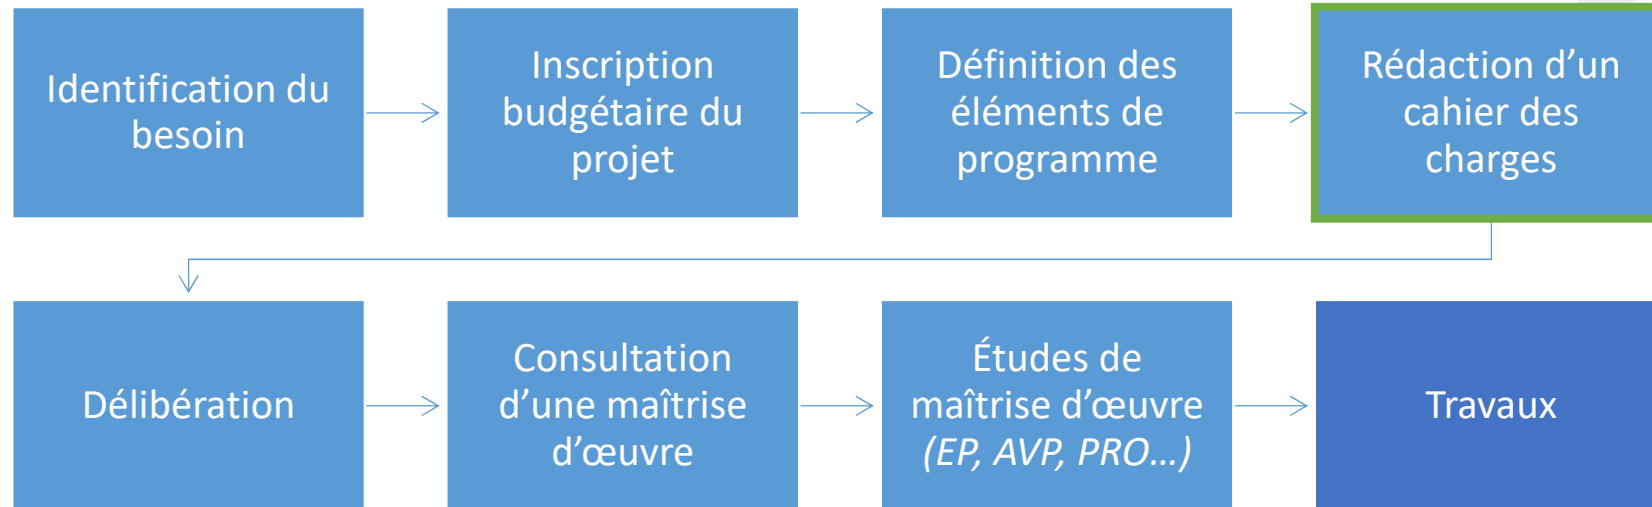 Identification du
besoin
Inscription
budgétaire du
projet
Définition des
éléments de
programme
Rédaction d’un
cahier des
charges
Délibération
Consultation
d’une maîtrise
d’œuvre
Études de
maîtrise d’œuvre
(EP, AVP, PRO…)
Travaux